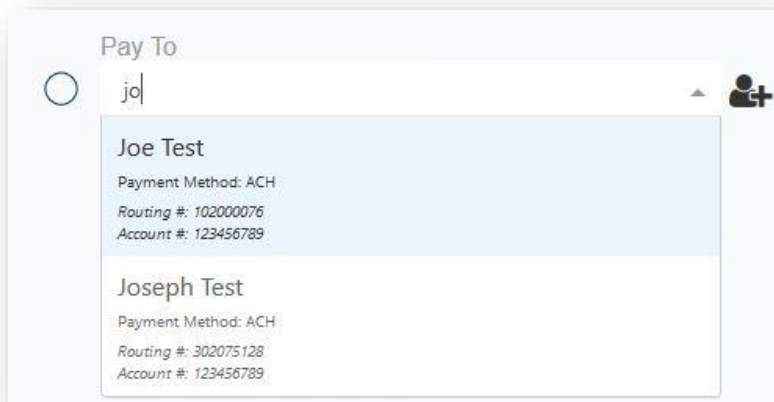 Pay To
jo
Joe Test
Payment Method: ACH
Routing #: 102000076
Account #: 123456789
Joseph Test
Payment Method: ACH
Routing #: 302075128
Account #: 123456789